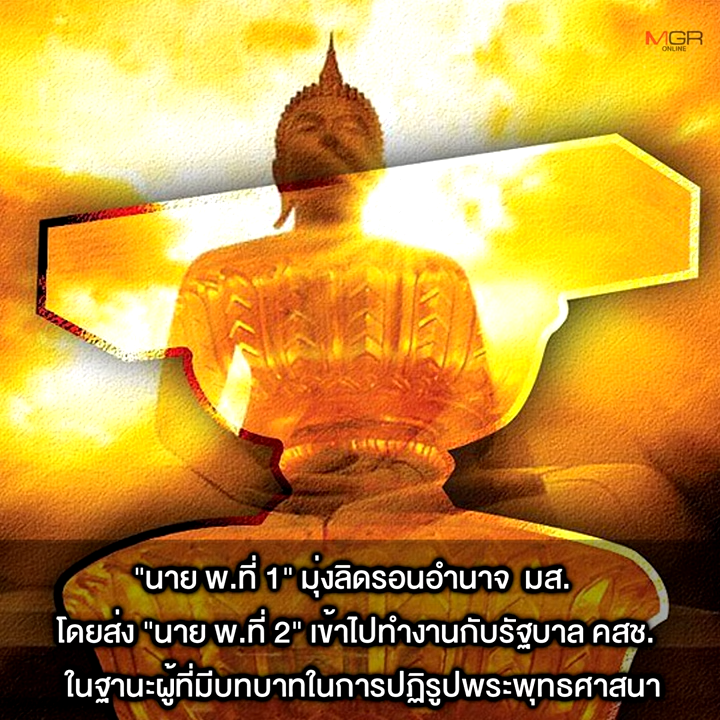 MGR
ONLINE
"นาย พ.ที่ 1" มุ่งลิดรอนอำนาจ มส.
โดยส่ง "นาย พ.ที่ 2" เข้าไปทำงานกับรัฐบาล คสช.
ในฐานะผู้ที่มีบทบาทในการปฏิรูปพระพุทธศาสนา